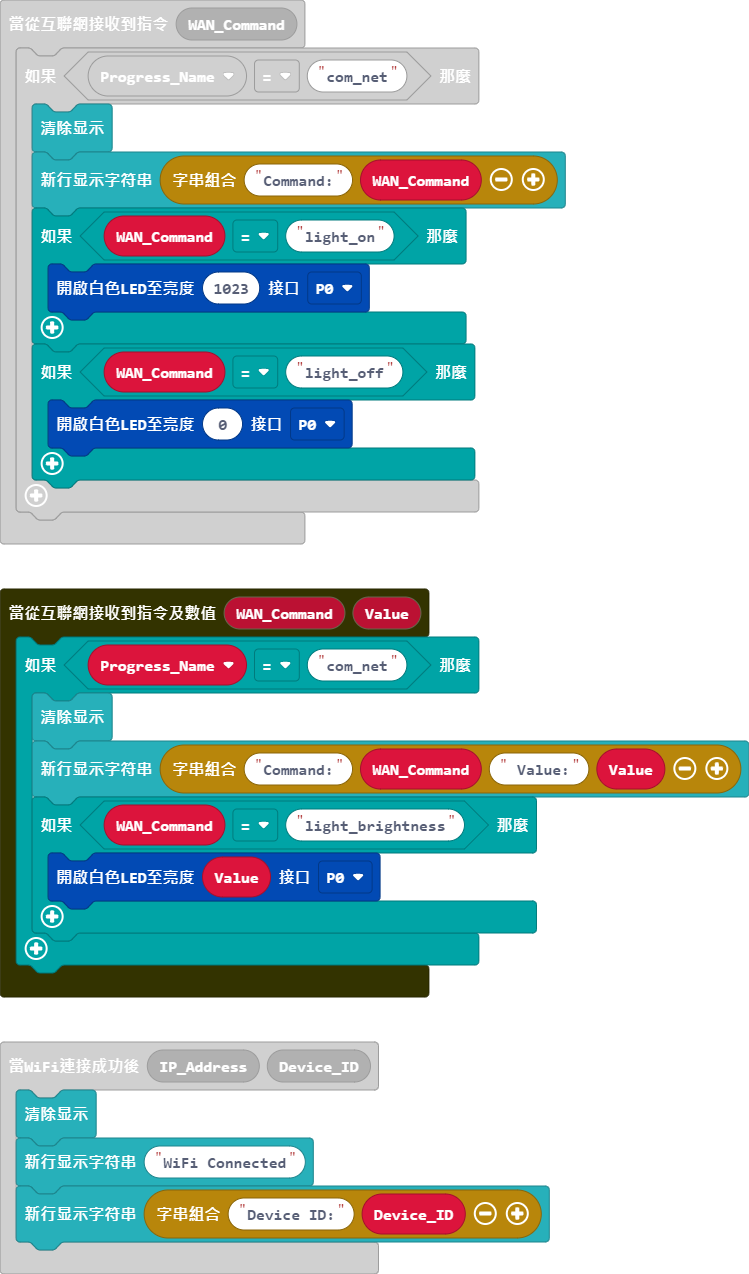 當從互聯網接收到指令 WAN_Command
如果 Progress_Name = "com_net" 那麼
清除显示
新行显示字符串 字串組合 "Command:" WAN_Command
如果 WAN_Command = "light_on" 那麼
開啟白色LED至亮度 1023 接口 P0
如果 WAN_Command = "light_off" 那麼
開啟白色LED至亮度 0 接口 P0
當從互聯網接收到指令及數值 WAN_Command Value
如果 Progress_Name = "com_net" 那麼
清除显示
新行显示字符串 字串組合 "Command:" WAN_Command " Value:" Value
如果 WAN_Command = "light_brightness" 那麼
開啟白色LED至亮度 Value 接口 P0
當WiFi連接成功後 IP_Address Device_ID
清除显示
新行显示字符串 "WiFi Connected"
新行显示字符串 字串組合 "Device ID:" Device_ID